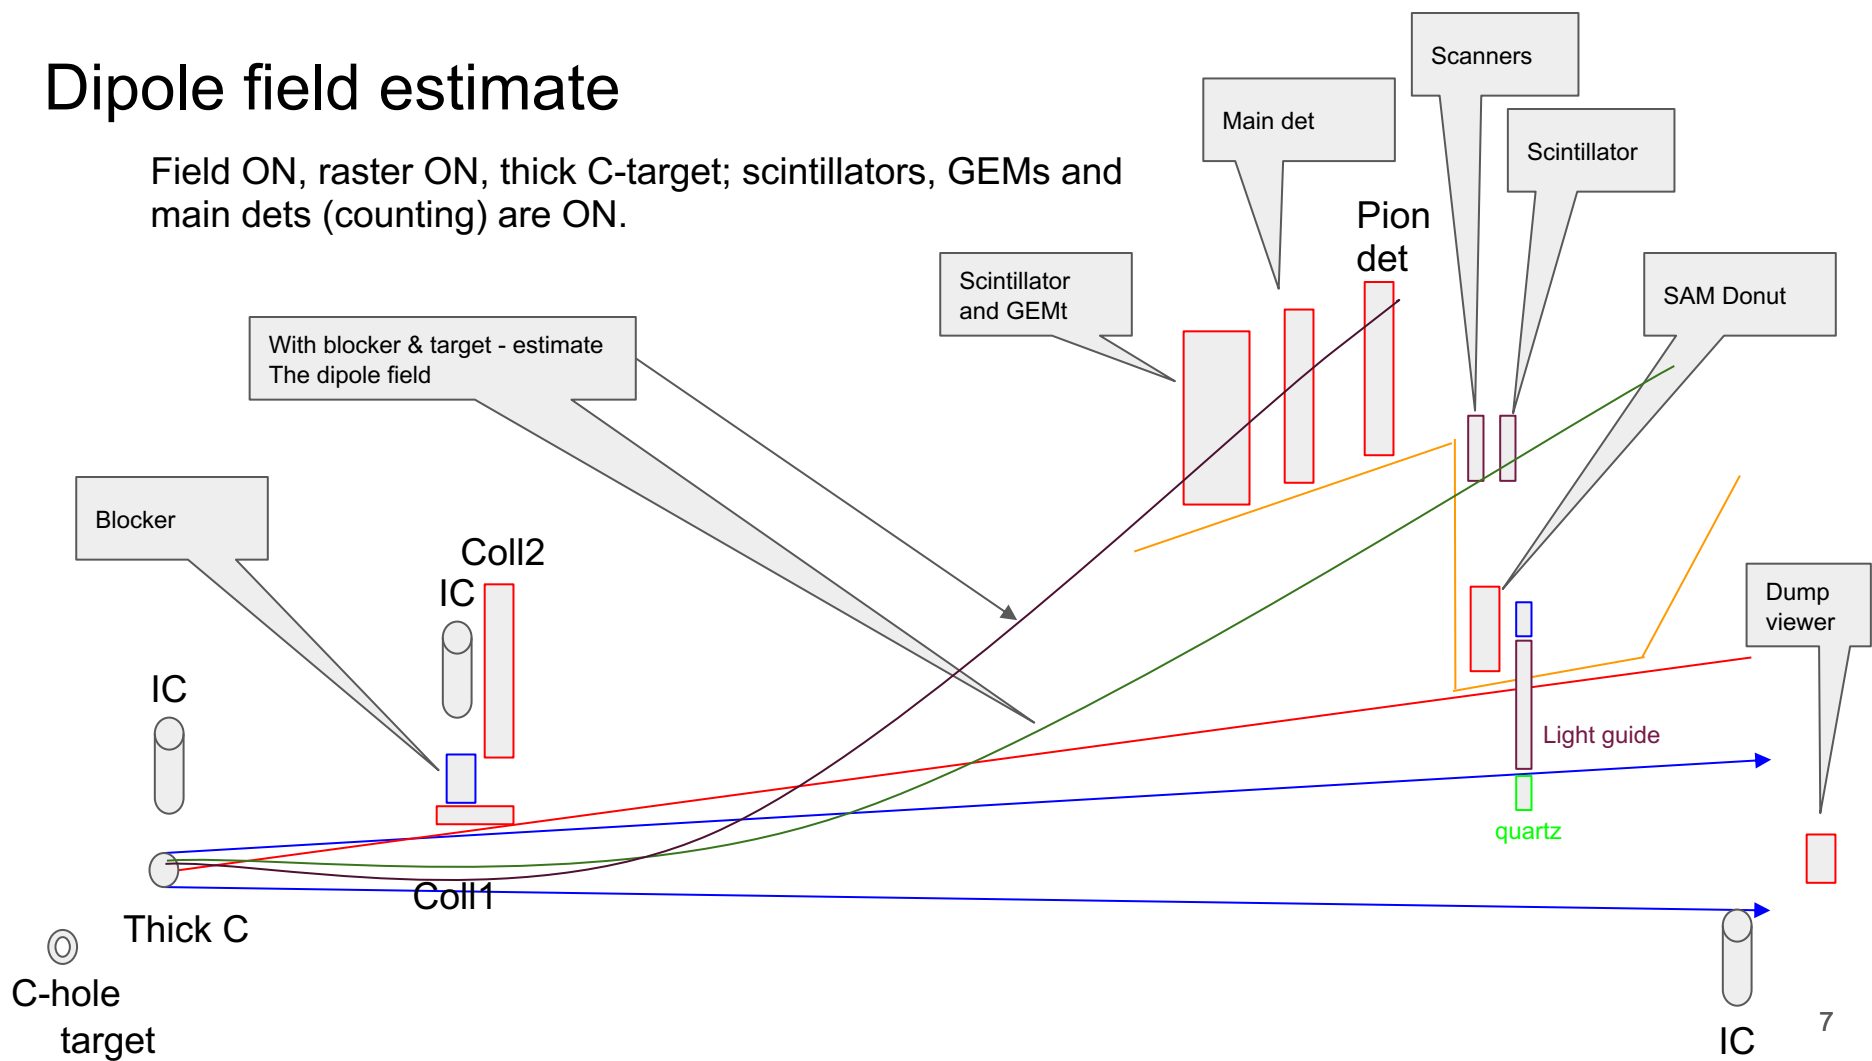 Dipole field estimate
Field ON, raster ON, thick C-target; scintillators, GEMs and
main dets (counting) are ON.
Scanners
Main det
Scintillator
Pion
det
Scintillator
and GEMt
SAM Donut
With blocker & target - estimate
The dipole field
Blocker
Coll2
IC
IC
Dump
viewer
Light guide
quartz
Coll1
Thick C
C-hole
target
IC
7